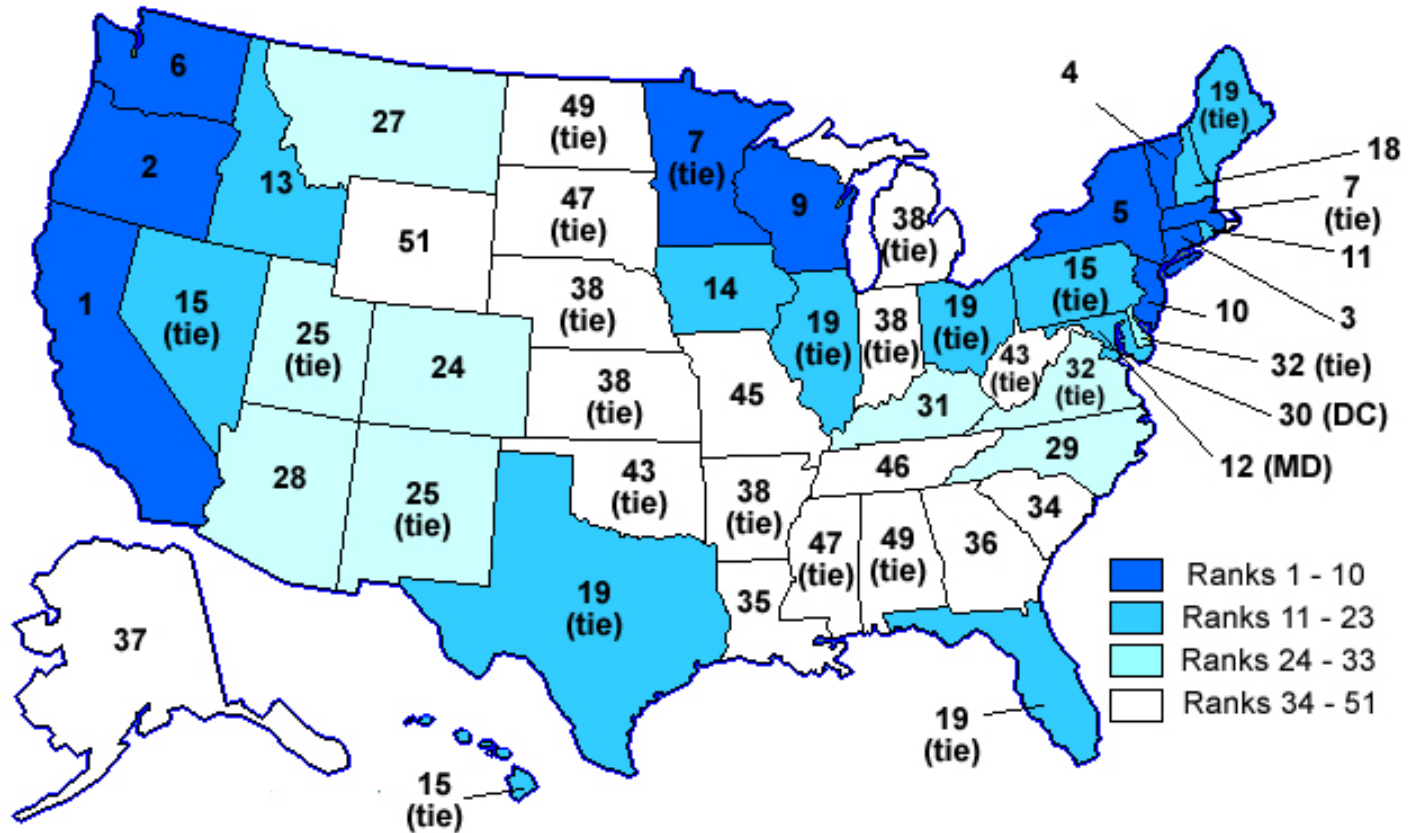 6
4
49
(tie)
19
(tie)
27
7
(tie)
2
18
13
47
(tie)
9
7
(tie)
5
38
(tie)
51
11
15
(tie)
14
38
(tie)
1
15
(tie)
19
(tie)
38
(tie)
19
(tie)
10
3
25
(tie)
24
43
(tie)
32
(tie)
32 (tie)
38
(tie)
45
31
30 (DC)
29
12 (MD)
46
28
25
(tie)
43
(tie)
38
(tie)
34
47
(tie)
49
(tie)
36
Ranks 1 - 10
19
(tie)
35
Ranks 11 - 23
37
Ranks 24 - 33
Ranks 34 - 51
19
(tie)
15
(tie)